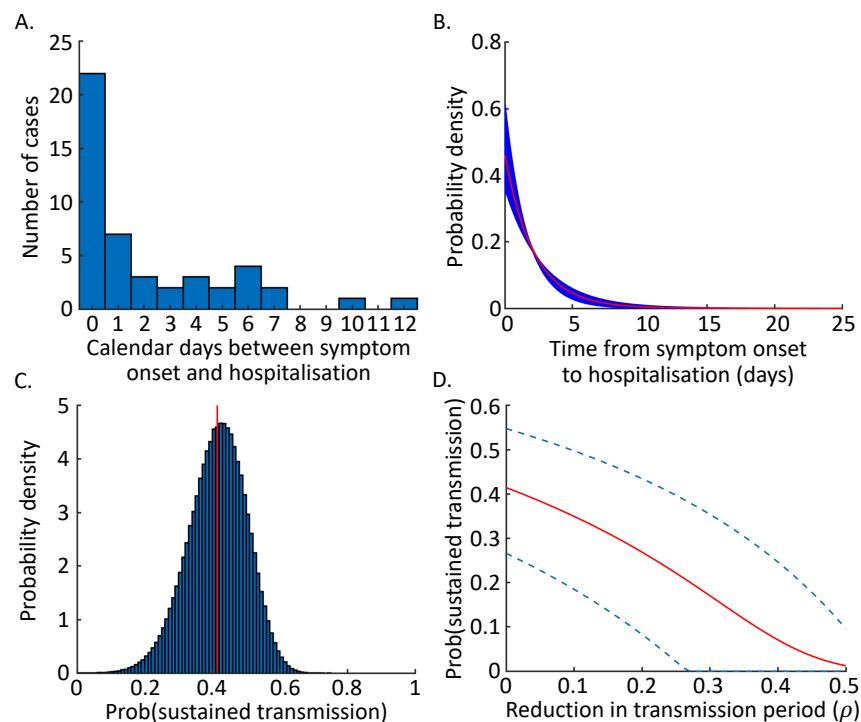 A.
25
20
15
10
5
0
Number of cases
0 1 2 3 4 5 6 7 8 9 10 11 12
Calendar days between symptom
onset and hospitalisation
B.
0.8
0.6
0.4
0.2
0
Probability density
0 5 10 15 20 25
Time from symptom onset
to hospitalisation (days)
C.
5
4
3
2
1
0
Probability density
0 0.2 0.4 0.6 0.8 1
Prob(sustained transmission)
D.
0.6
0.5
0.4
0.3
0.2
0.1
0
Prob(sustained transmission)
0 0.1 0.2 0.3 0.4 0.5
Reduction in transmission period (ρ)